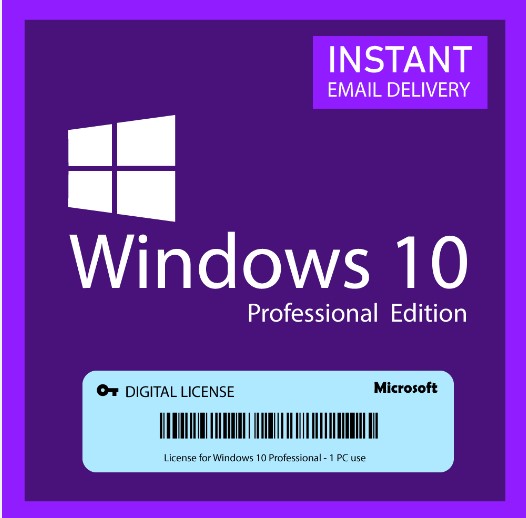 INSTANT
EMAIL DELIVERY
Windows 10
Professional Edition
DIGITAL LICENSE
Microsoft
License for Windows 10 Professional - 1 PC use